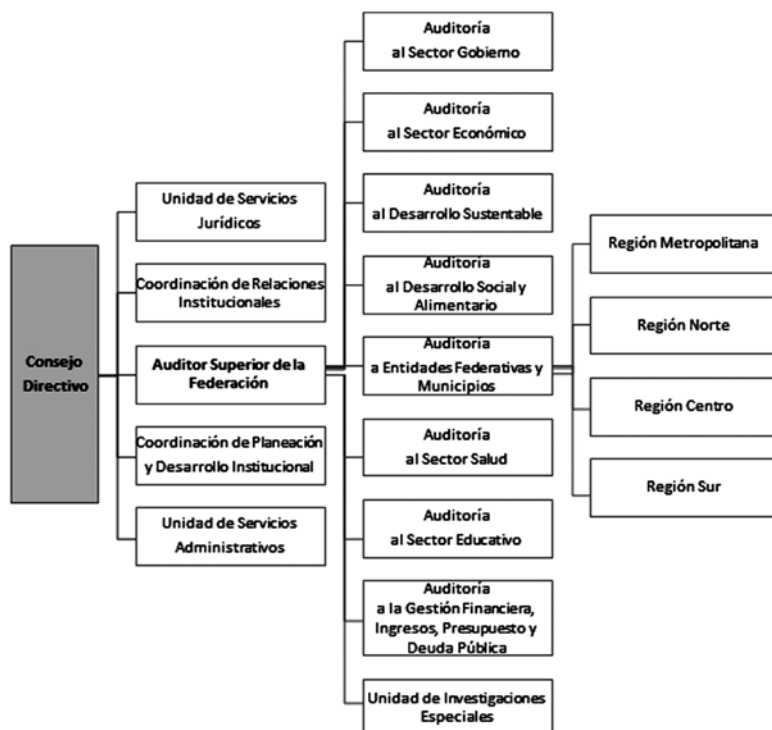 Consejo
Directivo
Unidad de Servicios
Jurídicos
Coordinación de Relaciones
Institucionales
Auditor Superior de la
Federación
Coordinación de Planeación
y Desarrollo Institucional
Unidad de Servicios
Administrativos
Auditoría
al Sector Gobierno
Auditoría
al Sector Económico
Auditoría
al Desarrollo Sustentable
Auditoría
al Desarrollo Social y
Alimentario
Auditoría
a Entidades Federativas y
Municipios
Auditoría
al Sector Salud
Auditoría
al Sector Educativo
Auditoría
a la Gestión Financiera,
Ingresos, Presupuesto y
Deuda Pública
Unidad de Investigaciones
Especiales
Región Metropolitana
Región Norte
Región Centro
Región Sur